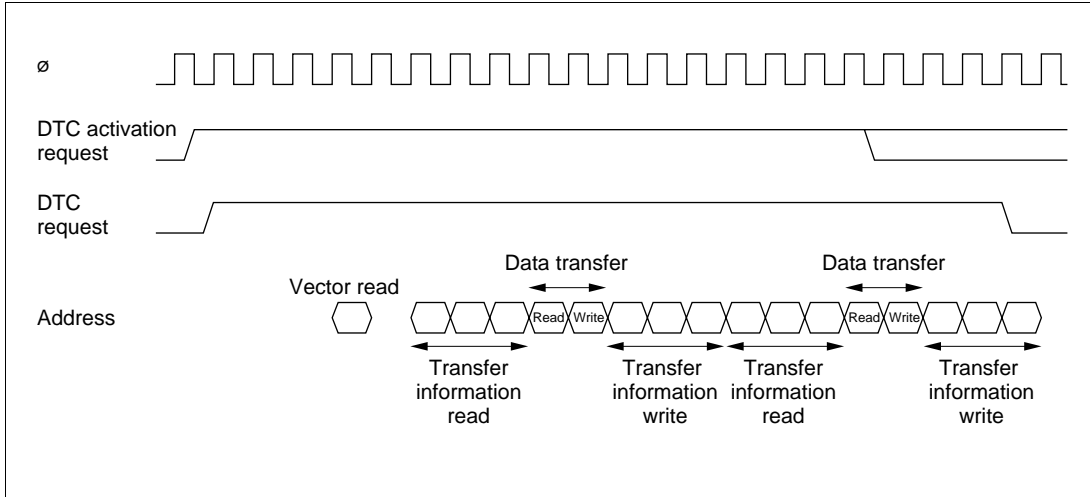 ø
DTC activation
request
DTC
request
Data transfer
Data transfer
Vector read
Address
Read
Write
Read
Write
Transfer
information
read
Transfer
information
write
Transfer
information
read
Transfer
information
write